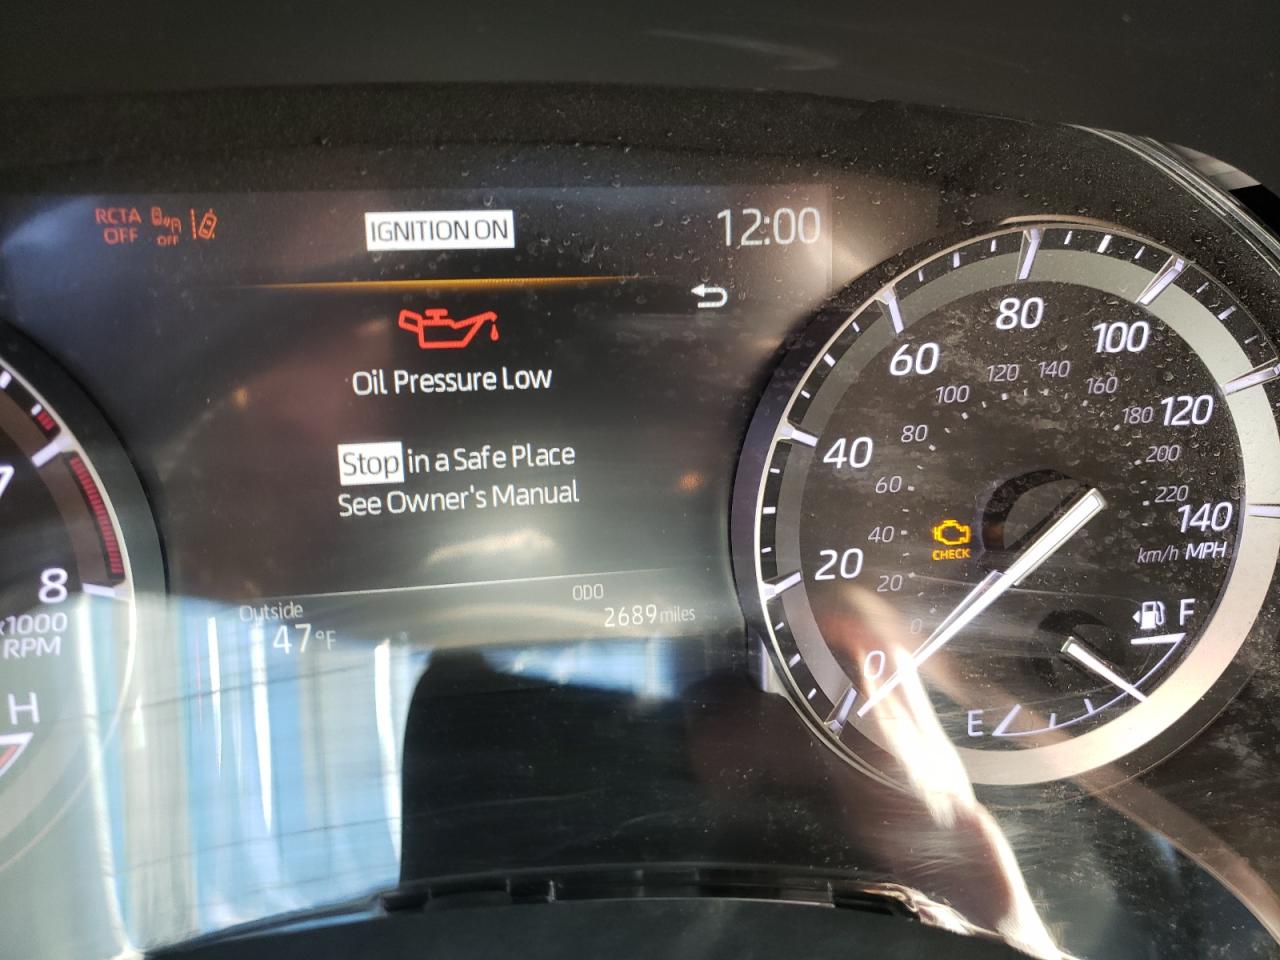 RCTA
OFF
OFF
IGNITION ON
12:00
Oil Pressure Low
Stop in a Safe Place
See Owner's Manual
Outside
47°F
ODO
2689 miles
7
8
x1000
RPM
H
0
20
40
60
80
100
120
140
0
20
40
60
80
100
120
140
160
180
200
220
km/h MPH
CHECK
F
E